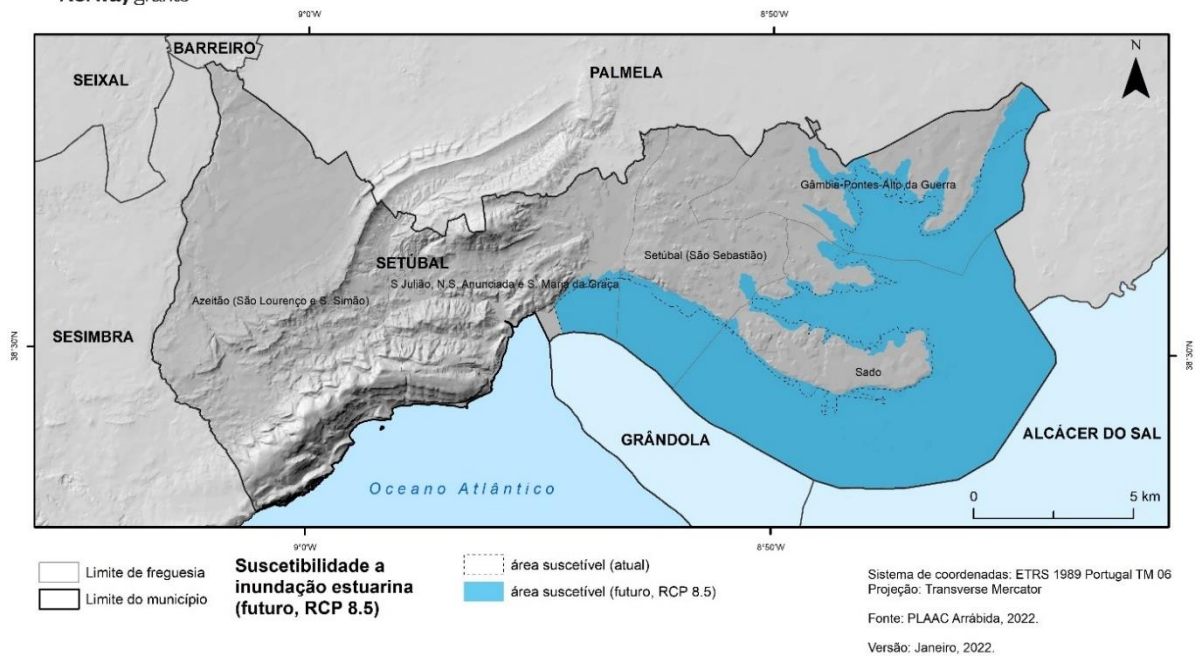 Norway grants
9°0'W
8°50'W
BARREIRO
SEIXAL
PALMELA
N
Gâmbia-Pontes-Alto da Guerra
Setúbal (São Sebastião)
SETÚBAL
S Julião, N.S. Anunciada e S. Maria da Graça
Azeitão (São Lourenço e S. Simão)
SESIMBRA
38°30'N
38°30'N
Sado
GRÂNDOLA
ALCÁCER DO SAL
Oceano Atlântico
0 5 km
9°0'W
8°50'W
Limite de freguesia
Limite do município
Suscetibilidade a
inundação estuarina
(futuro, RCP 8.5)
área suscetível (atual)
área suscetível (futuro, RCP 8.5)
Sistema de coordenadas: ETRS 1989 Portugal TM 06
Projeção: Transverse Mercator
Fonte: PLAAC Arrábida, 2022.
Versão: Janeiro, 2022.